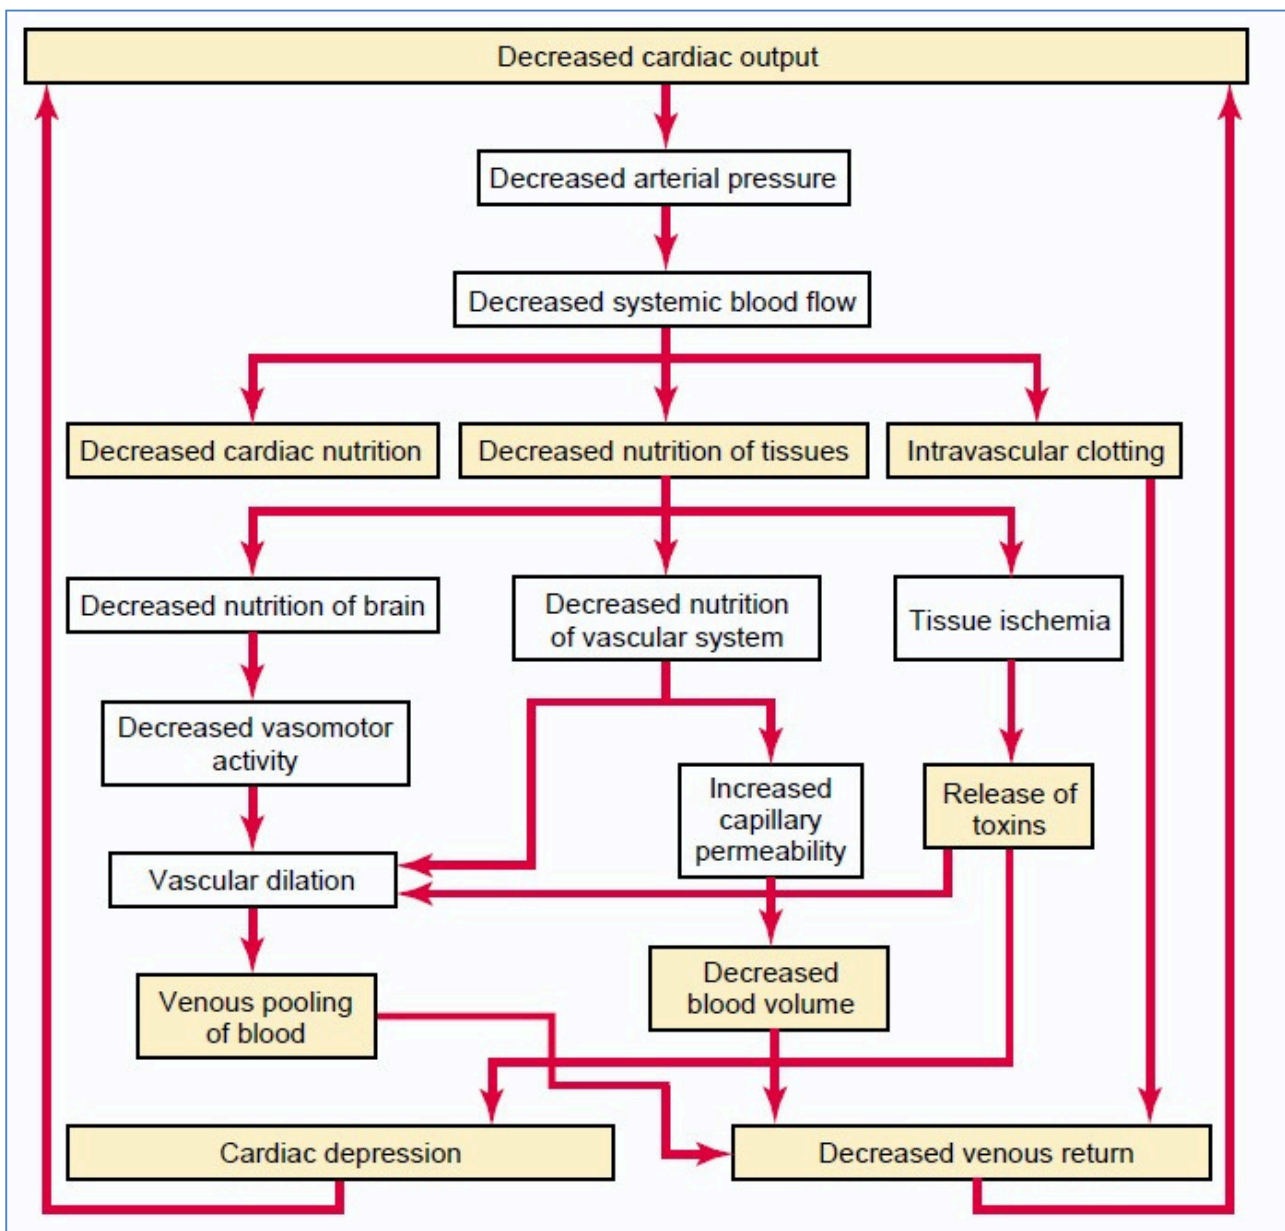 Decreased cardiac output
Decreased arterial pressure
Decreased systemic blood flow
Decreased cardiac nutrition
Decreased nutrition of tissues
Intravascular clotting
Decreased nutrition of brain
Decreased nutrition
of vascular system
Tissue ischemia
Decreased vasomotor
activity
Increased
capillary
permeability
Release of
toxins
Vascular dilation
Venous pooling
of blood
Decreased
blood volume
Cardiac depression
Decreased venous return